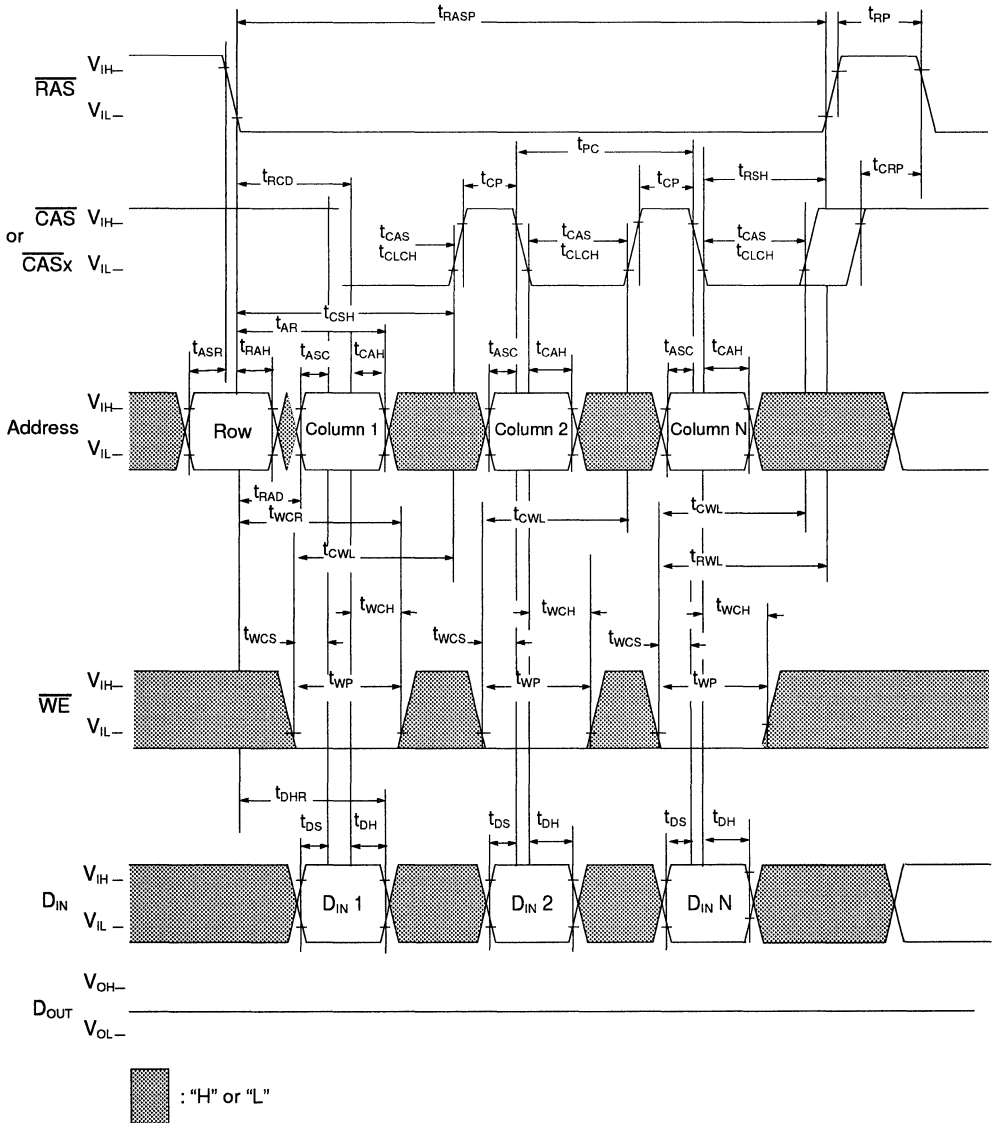 tRASP
tRP
RAS
VIH
VIL
tPC
tRCD
tCP
tCP
tRSH
tCRP
CAS
or
CASx
VIH
VIL
tCAS
tCLCH
tCAS
tCLCH
tCAS
tCLCH
tCSH
tAR
tASR
tRAH
tASC
tCAH
tASC
tCAH
tASC
tCAH
Address
VIH
VIL
Row
Column 1
Column 2
Column N
tRAD
tWCR
tCWL
tCWL
tCWL
tRWL
tWCH
tWCH
tWCH
tWCS
tWCS
tWCS
WE
VIH
VIL
tWP
tWP
tWP
tDHR
tDS
tDH
tDS
tDH
tDS
tDH
DIN
VIH
VIL
DIN 1
DIN 2
DIN N
DOUT
VOH
VOL
: “H” or “L”